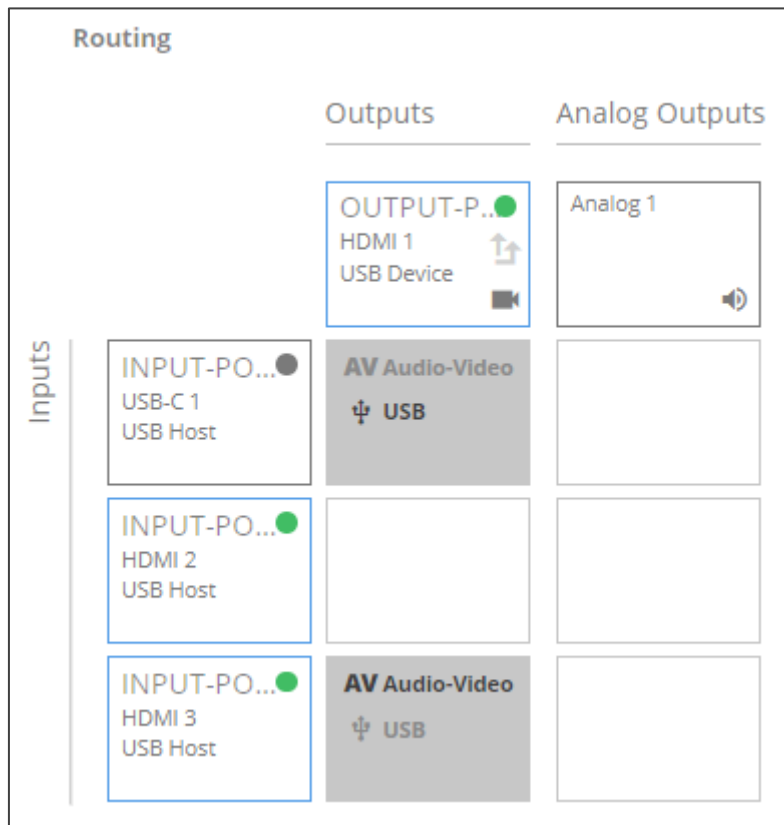 Routing
Outputs
Analog Outputs
OUTPUT-P...
HDMI 1
USB Device
Analog 1
Inputs
INPUT-PO...
USB-C 1
USB Host
AV Audio-Video
USB
INPUT-PO...
HDMI 2
USB Host
INPUT-PO...
HDMI 3
USB Host
AV Audio-Video
USB